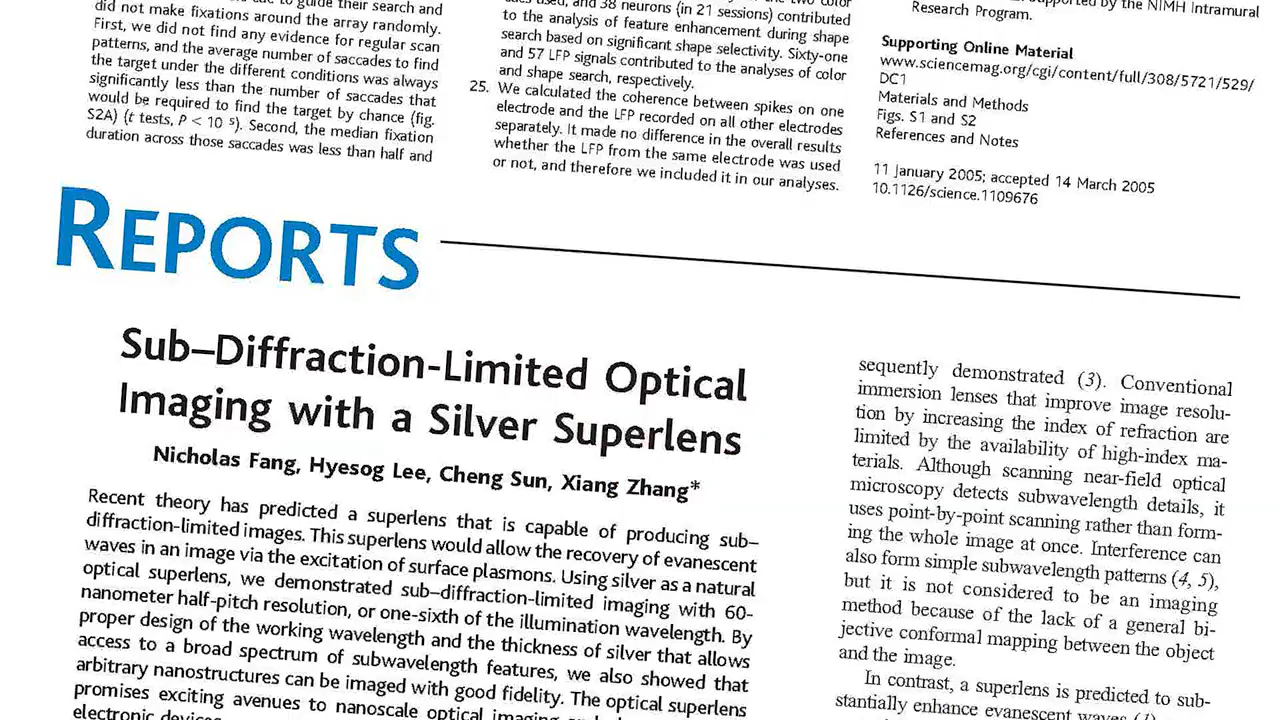 to guide their search and
did not make fixations around the array randomly.
First, we did not find any evidence for regular scan
patterns, and the average number of saccades to find
the target under the different conditions was always
significantly less than the number of saccades that
would be required to find the target by chance (fig.
S2A) (t tests, P < 10 5). Second, the median fixation
duration across those saccades was less than half and
used, and 38 neurons (in 21 sessions) contributed
to the analysis of feature enhancement during shape
search based on significant shape selectivity. Sixty-one
and 57 LFP signals contributed to the analyses of color
and shape search, respectively.
25. We calculated the coherence between spikes on one
electrode and the LFP recorded on all other electrodes
separately. It made no difference in the overall results
whether the LFP from the same electrode was used
or not, and therefore we included it in our analyses.
supported by the NIMH Intramural
Research Program.
Supporting Online Material
www.sciencemag.org/cgi/content/full/308/5721/529/
DC1
Materials and Methods
Figs. S1 and S2
References and Notes
11 January 2005; accepted 14 March 2005
10.1126/science.1109676
REPORTS
Sub–Diffraction-Limited Optical
Imaging with a Silver Superlens
Nicholas Fang, Hyesog Lee, Cheng Sun, Xiang Zhang*
Recent theory has predicted a superlens that is capable of producing sub–
diffraction-limited images. This superlens would allow the recovery of evanescent
waves in an image via the excitation of surface plasmons. Using silver as a natural
optical superlens, we demonstrated sub–diffraction-limited imaging with 60-
nanometer half-pitch resolution, or one-sixth of the illumination wavelength. By
proper design of the working wavelength and the thickness of silver that allows
access to a broad spectrum of subwavelength features, we also showed that
arbitrary nanostructures can be imaged with good fidelity. The optical superlens
promises exciting avenues to nanoscale optical imaging and
electronic devices
sequently demonstrated (3). Conventional
immersion lenses that improve image resolu-
tion by increasing the index of refraction are
limited by the availability of high-index ma-
terials. Although scanning near-field optical
microscopy detects subwavelength details, it
uses point-by-point scanning rather than form-
ing the whole image at once. Interference can
also form simple subwavelength patterns (4, 5),
but it is not considered to be an imaging
method because of the lack of a general bi-
jective conformal mapping between the object
and the image.
In contrast, a superlens is predicted to sub-
stantially enhance evanescent waves (1)